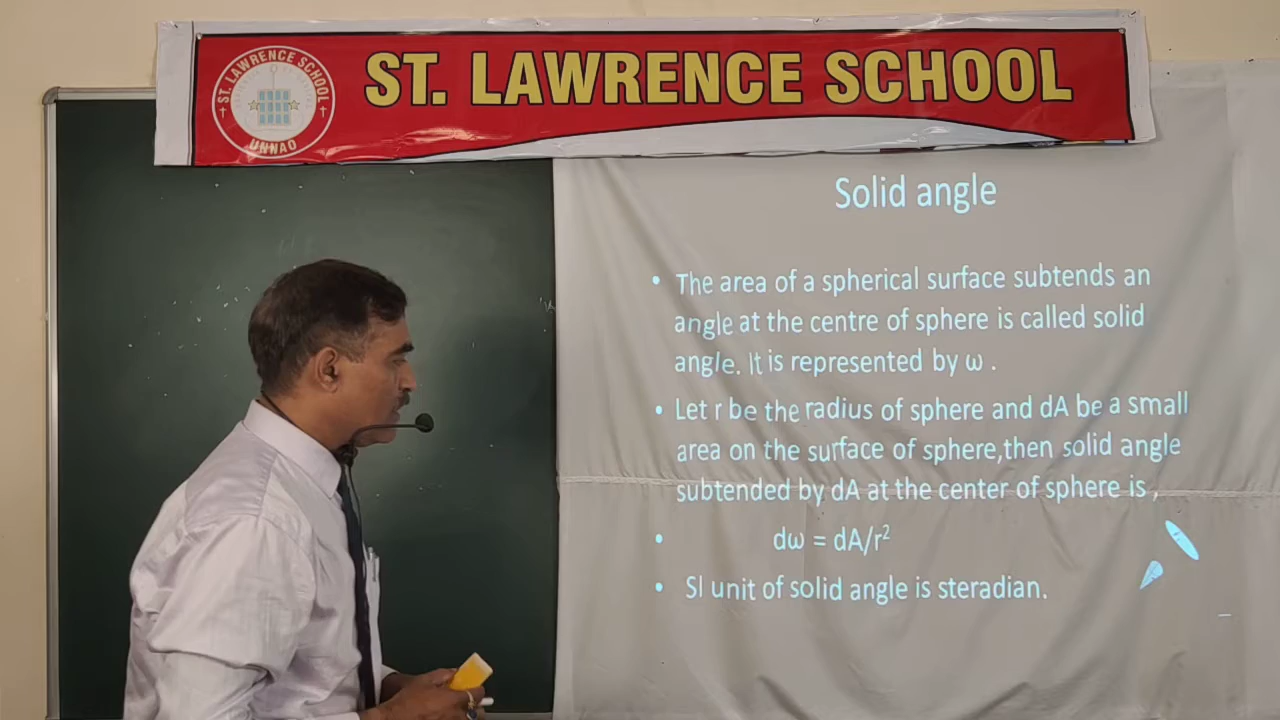 ST. LAWRENCE SCHOOL
ST. LAWRENCE SCHOOL
UNNAO
Solid angle
• The area of a spherical surface subtends an
angle at the centre of sphere is called solid
angle. It is represented by ω .
• Let r be the radius of sphere and dA be a small
area on the surface of sphere,then solid angle
subtended by dA at the center of sphere is ,
• dω = dA/r²
• SI unit of solid angle is steradian.